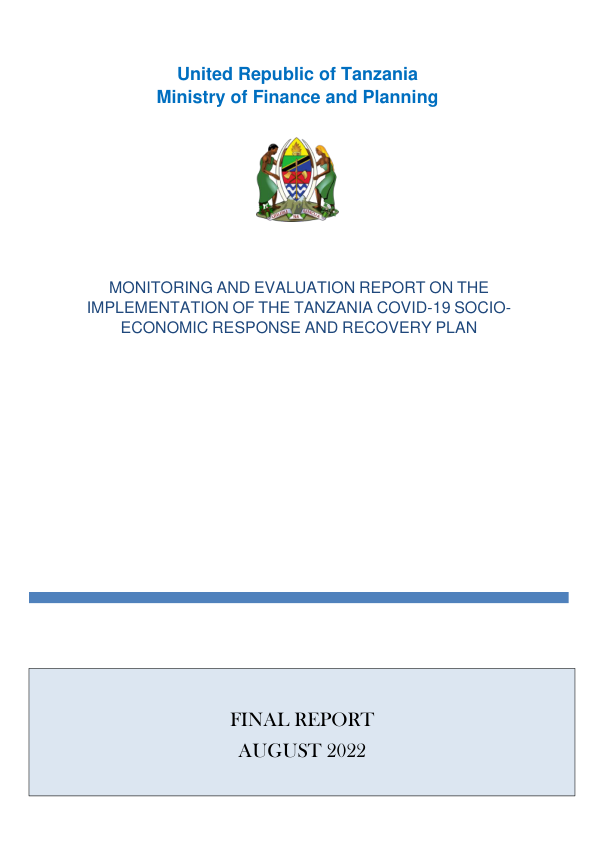 United Republic of Tanzania
Ministry of Finance and Planning
MONITORING AND EVALUATION REPORT ON THE
IMPLEMENTATION OF THE TANZANIA COVID-19 SOCIO-
ECONOMIC RESPONSE AND RECOVERY PLAN
FINAL REPORT
AUGUST 2022